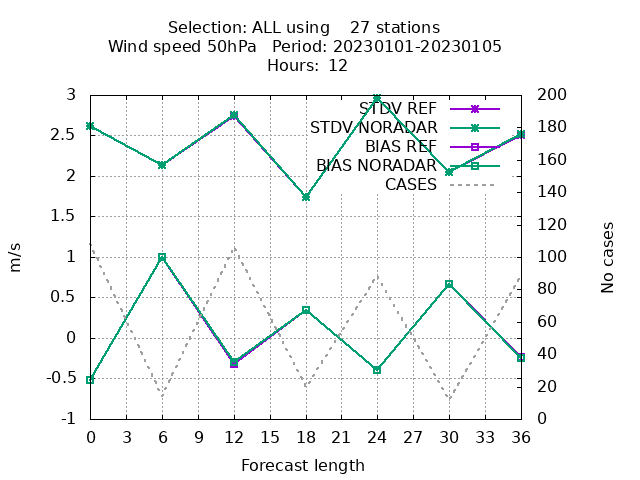 Selection: ALL using    27 stations
Wind speed 50hPa   Period: 20230101-20230105
Hours:  12
3
2.5
2
1.5
1
0.5
0
-0.5
-1
200
180
160
140
120
100
80
60
40
20
0
STDV REF
STDV NORADAR
BIAS REF
BIAS NORADAR
CASES
m/s
No cases
0 3 6 9 12 15 18 21 24 27 30 33 36
Forecast length